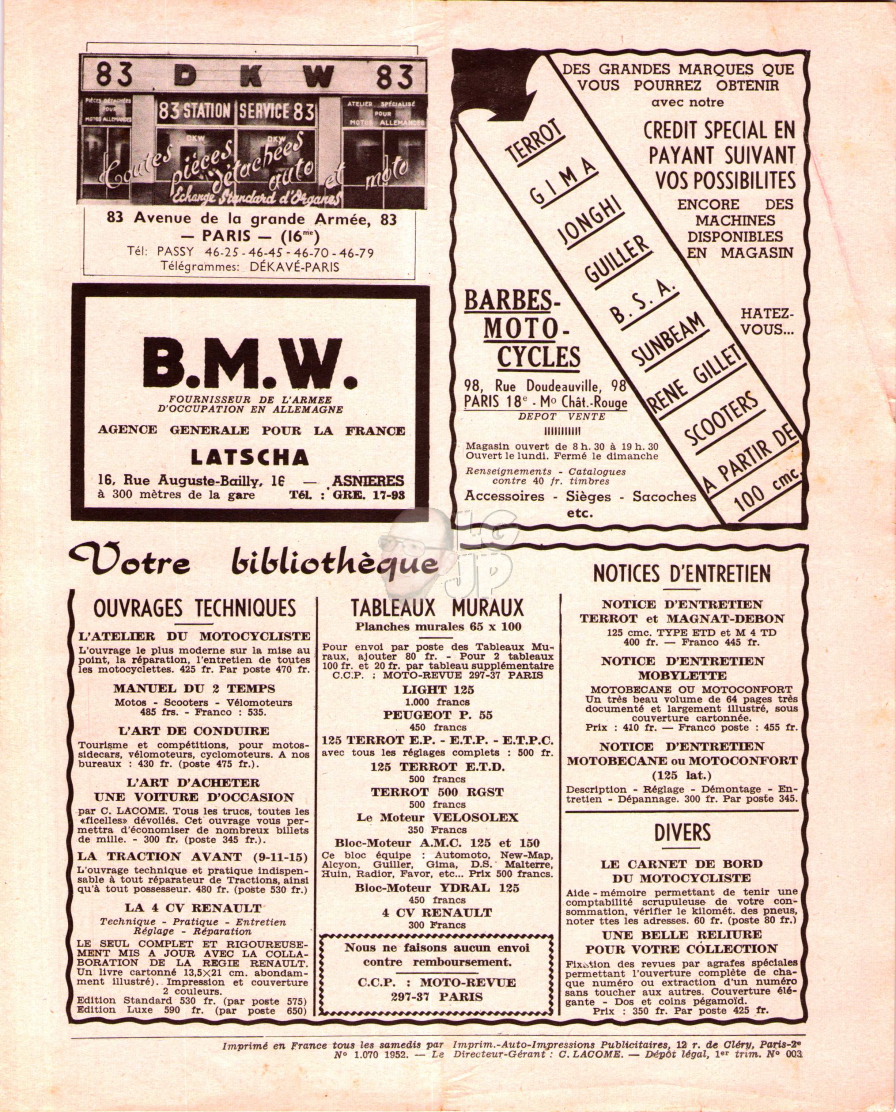 83 D K W 83
PIÈCES DÉTACHÉES
POUR
MOTOS ALLEMANDES
83 STATION SERVICE 83
ATELIER SPÉCIALISÉ
POUR
MOTOS ALLEMANDES
DKW DKW
Toutes pièces
détachées
auto et moto
Echange Standard d'Organes
83 Avenue de la grande Armée, 83
— PARIS — (16me)
Tél: PASSY 46-25 - 46-45 - 46-70 - 46-79
Télégrammes: DÉKAVÉ-PARIS
B.M.W.
FOURNISSEUR DE L'ARMEE
D'OCCUPATION EN ALLEMAGNE
AGENCE GENERALE POUR LA FRANCE
LATSCHA
16, Rue Auguste-Bailly, 16 — ASNIERES
à 300 mètres de la gare Tél. : GRE. 17-93
DES GRANDES MARQUES QUE
VOUS POURREZ OBTENIR
avec notre
CREDIT SPECIAL EN
PAYANT SUIVANT
VOS POSSIBILITES
ENCORE DES
MACHINES
DISPONIBLES
EN MAGASIN
HATEZ-
VOUS...
TERROT
GIMA
JONGHI
GUILLER
B.S.A.
SUNBEAM
RENE GILLET
SCOOTERS
A PARTIR DE
100 cmc.
BARBES-
MOTO-
CYCLES
98, Rue Doudeauville, 98
PARIS 18e - Mo Chât.-Rouge
DEPOT VENTE
Magasin ouvert de 8 h. 30 à 19 h. 30
Ouvert le lundi. Fermé le dimanche
Renseignements - Catalogues
contre 40 fr. timbres
Accessoires - Sièges - Sacoches
etc.
LG
JP
Votre bibliothèque
OUVRAGES TECHNIQUES
L'ATELIER DU MOTOCYCLISTE
L'ouvrage le plus moderne sur la mise au
point, la réparation, l'entretien de toutes
les motocyclettes. 425 fr. Par poste 470 fr.
MANUEL DU 2 TEMPS
Motos - Scooters - Vélomoteurs
485 frs. - Franco : 535.
L'ART DE CONDUIRE
Tourisme et compétitions, pour motos-
sidecars, vélomoteurs, cyclomoteurs. A nos
bureaux : 430 fr. (poste 475 fr.).
L'ART D'ACHETER
UNE VOITURE D'OCCASION
par C. LACOME. Tous les trucs, toutes les
«ficelles» dévoilés. Cet ouvrage vous per-
mettra d'économiser de nombreux billets
de mille. - 300 fr. (poste 345 fr.).
LA TRACTION AVANT (9-11-15)
L'ouvrage technique et pratique indispen-
sable à tout réparateur de Tractions, ainsi
qu'à tout possesseur. 480 fr. (poste 530 fr.)
LA 4 CV RENAULT
Technique - Pratique - Entretien
Réglage - Réparation
LE SEUL COMPLET ET RIGOUREUSE-
MENT MIS A JOUR AVEC LA COLLA-
BORATION DE LA REGIE RENAULT.
Un livre cartonné 13,5×21 cm. abondam-
ment illustré). Impression et couverture
2 couleurs.
Edition Standard 530 fr. (par poste 575)
Edition Luxe 590 fr. (par poste 650)
TABLEAUX MURAUX
Planches murales 65 x 100
Pour envoi par poste des Tableaux Mu-
raux, ajouter 80 fr. - Pour 2 tableaux
100 fr. et 20 fr. par tableau supplémentaire
C.C.P. : MOTO-REVUE 297-37 PARIS
LIGHT 125
1.000 francs
PEUGEOT P. 55
450 francs
125 TERROT E.P. - E.T.P. - E.T.P.C.
avec tous les réglages complets : 500 fr.
125 TERROT E.T.D.
500 francs
TERROT 500 RGST
500 francs
Le Moteur VELOSOLEX
350 Francs
Bloc-Moteur A.M.C. 125 et 150
Ce bloc équipe : Automoto, New-Map,
Alcyon, Guiller, Gima, D.S. Malterre,
Huin, Radior, Favor, etc... Prix 500 francs.
Bloc-Moteur YDRAL 125
450 francs
4 CV RENAULT
300 Francs
Nous ne faisons aucun envoi
contre remboursement.
C.C.P. : MOTO-REVUE
297-37 PARIS
NOTICES D'ENTRETIEN
NOTICE D'ENTRETIEN
TERROT et MAGNAT-DEBON
125 cmc. TYPE ETD et M 4 TD
400 fr. — Franco 445 fr.
NOTICE D'ENTRETIEN
MOBYLETTE
MOTOBECANE OU MOTOCONFORT
Un très beau volume de 64 pages très
documenté et largement illustré, sous
couverture cartonnée.
Prix : 410 fr. — Franco poste : 455 fr.
NOTICE D'ENTRETIEN
MOTOBECANE ou MOTOCONFORT
(125 lat.)
Description - Réglage - Démontage - En-
tretien - Dépannage. 300 fr. Par poste 345.
DIVERS
LE CARNET DE BORD
DU MOTOCYCLISTE
Aide-mémoire permettant de tenir une
comptabilité scrupuleuse de votre con-
sommation, vérifier le kilomét. des pneus,
noter ttes les adresses. 60 fr. (poste 80 fr.)
UNE BELLE RELIURE
POUR VOTRE COLLECTION
Fixation des revues par agrafes spéciales
permettant l'ouverture complète de cha-
que numéro ou extraction d'un numéro
sans toucher aux autres. Couverture élé-
gante - Dos et coins pégamoïd.
Prix : 350 fr. Par poste 425 fr.
Imprimé en France tous les samedis par Imprim.-Auto-Impressions Publicitaires, 12 r. de Cléry, Paris-2e
No 1.070 1952. — Le Directeur-Gérant : C. LACOME. — Dépôt légal, 1er trim. No 003